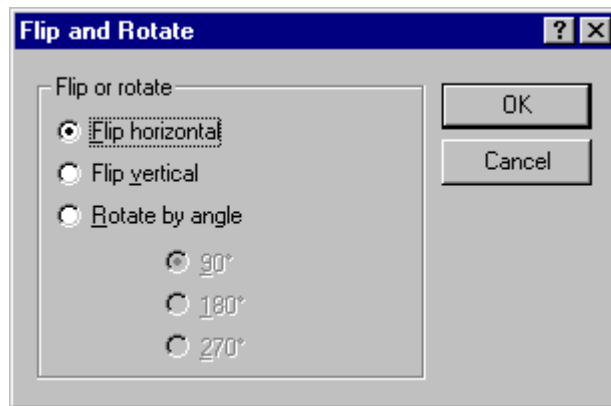 Flip and Rotate
Flip or rotate
Flip horizontal
Flip vertical
Rotate by angle
90°
180°
270°
OK
Cancel